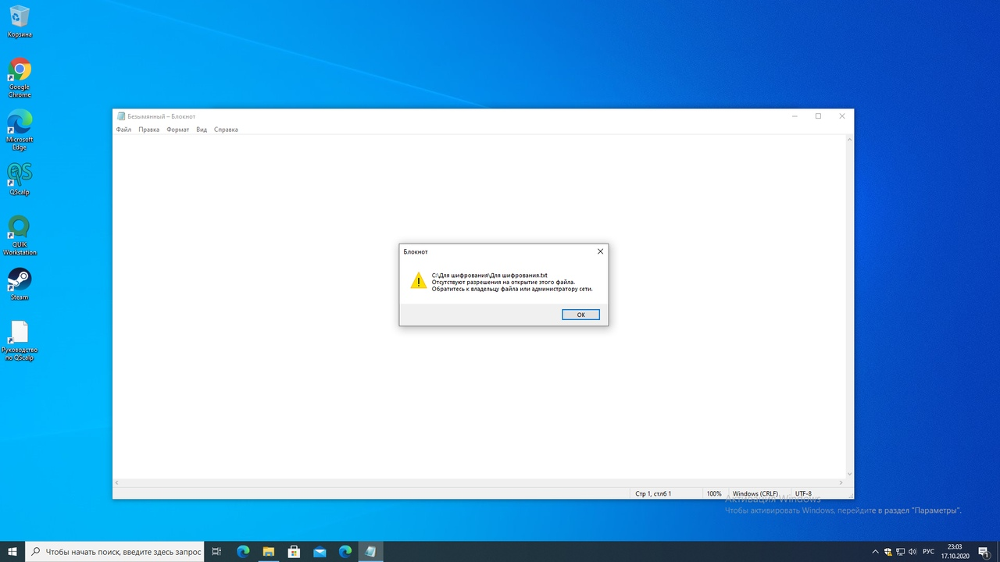 Корзина
Google
Chrome
Microsoft
Edge
QScalp
QUIK
Workstation
Steam
Руководство
по QScalp
Безымянный – Блокнот
Файл Правка Формат Вид Справка
Блокнот
C:\Для шифрования\Для шифрования.txt
Отсутствуют разрешения на открытие этого файла.
Обратитесь к владельцу файла или администратору сети.
ОК
Стр 1, стлб 1 100% Windows (CRLF) UTF-8
Активация Windows
Чтобы активировать Windows, перейдите в раздел "Параметры".
Чтобы начать поиск, введите здесь запрос
РУС
23:03
17.10.2020
1